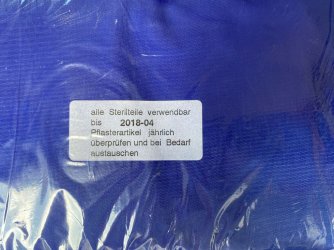 alle Sterilteile verwendbar
bis 2018-04
Pflasterartikel jährlich
überprüfen und bei Bedarf
austauschen